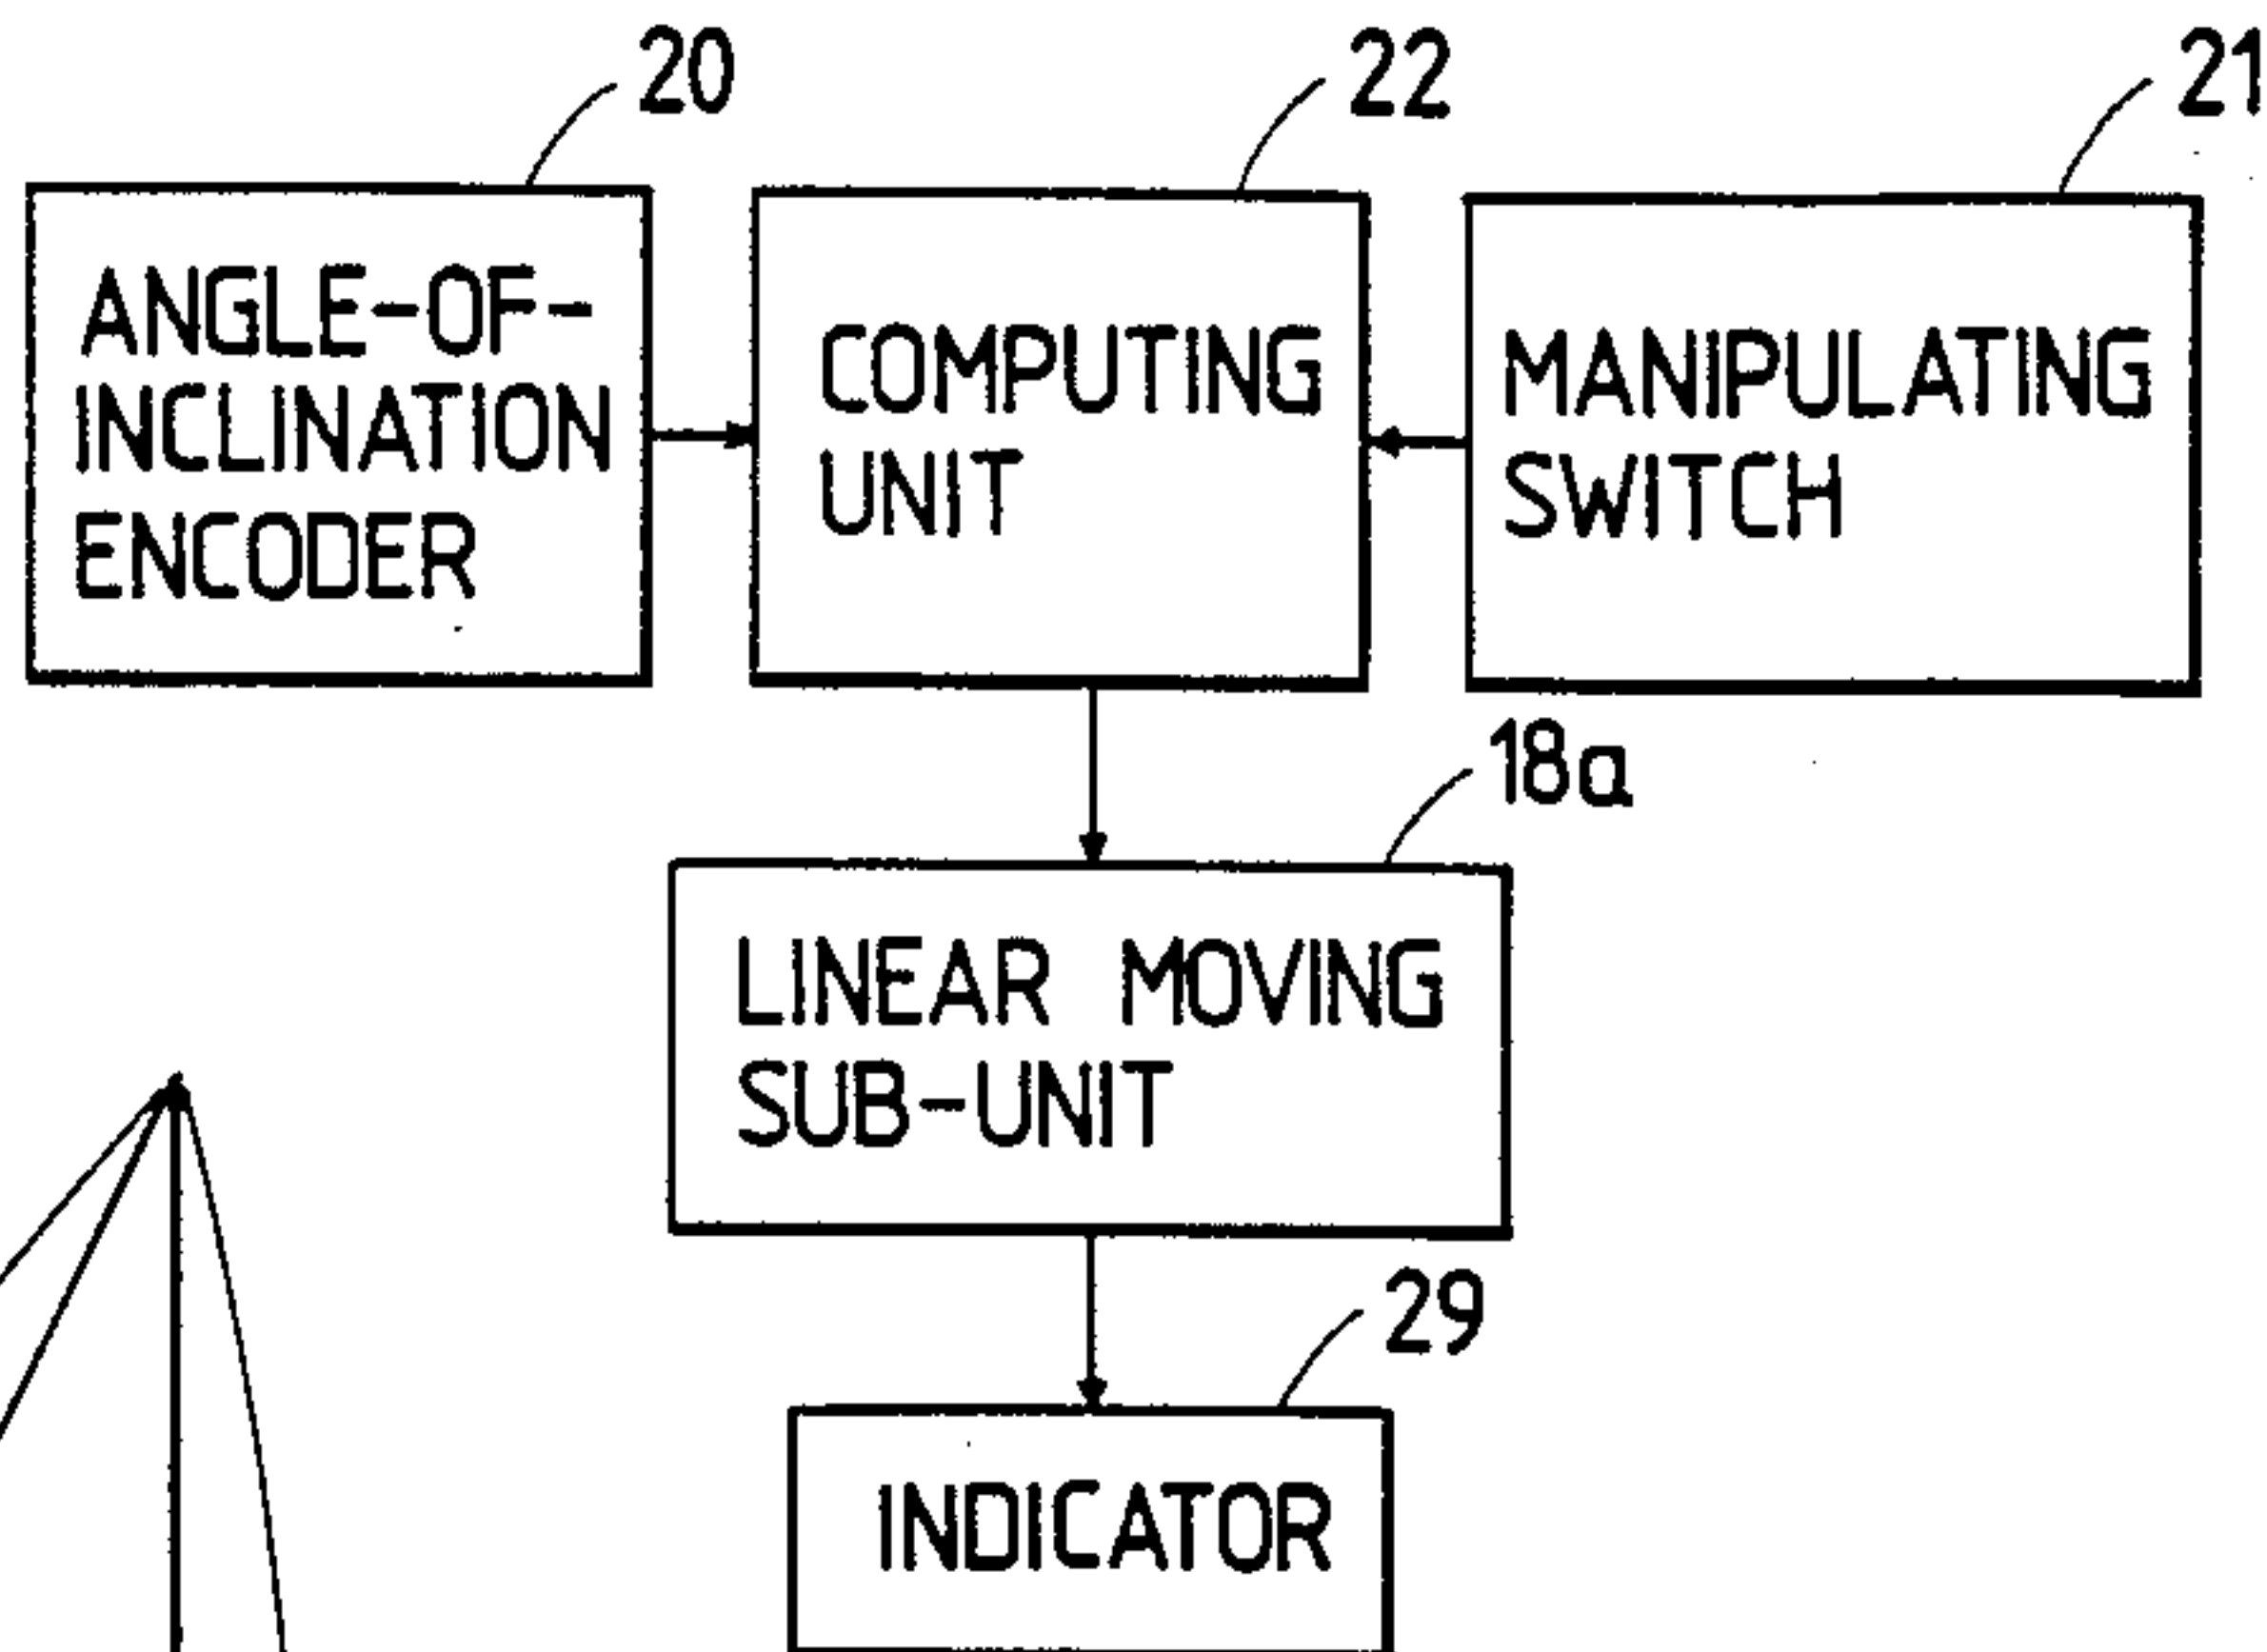 20
22
21
ANGLE-OF-
INCLINATION
ENCODER
COMPUTING
UNIT
MANIPULATING
SWITCH
18a
LINEAR MOVING
SUB-UNIT
29
INDICATOR